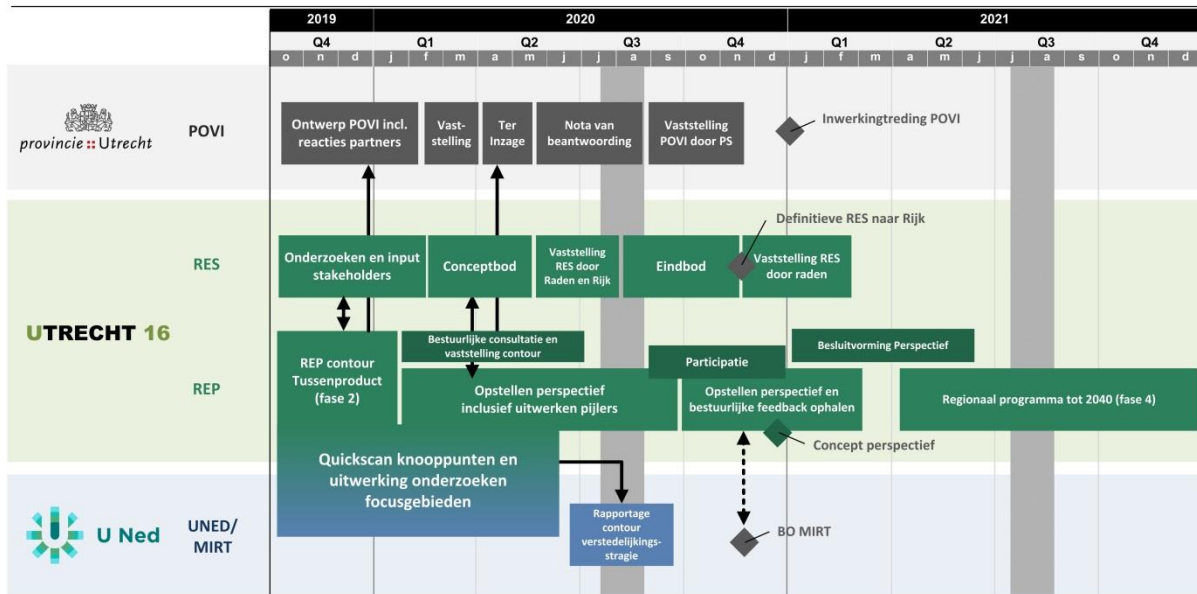 2019 2020 2021
Q4 Q1 Q2 Q3 Q4 Q1 Q2 Q3 Q4
o n d j f m a m j j a s o n d j f m a m j j a s o n d
provincie :: Utrecht
POVI
Ontwerp POVI incl.
reacties partners
Vast-
stelling
Ter
Inzage
Nota van
beantwoording
Vaststelling
POVI door PS
Inwerkingtreding POVI
Definitieve RES naar Rijk
RES
Onderzoeken en input
stakeholders
Conceptbod
Vaststelling
RES door
Raden en Rijk
Eindbod
Vaststelling RES
door raden
UTRECHT 16
REP
REP contour
Tussenproduct
(fase 2)
Bestuurlijke consultatie en
vaststelling contour
Participatie
Besluitvorming Perspectief
Opstellen perspectief
inclusief uitwerken pijlers
Opstellen perspectief en
bestuurlijke feedback ophalen
Regionaal programma tot 2040 (fase 4)
Concept perspectief
Quickscan knooppunten en
uitwerking onderzoeken
focusgebieden
U Ned
UNED/
MIRT
Rapportage
contour
verstedelijkings-
stragie
BO MIRT